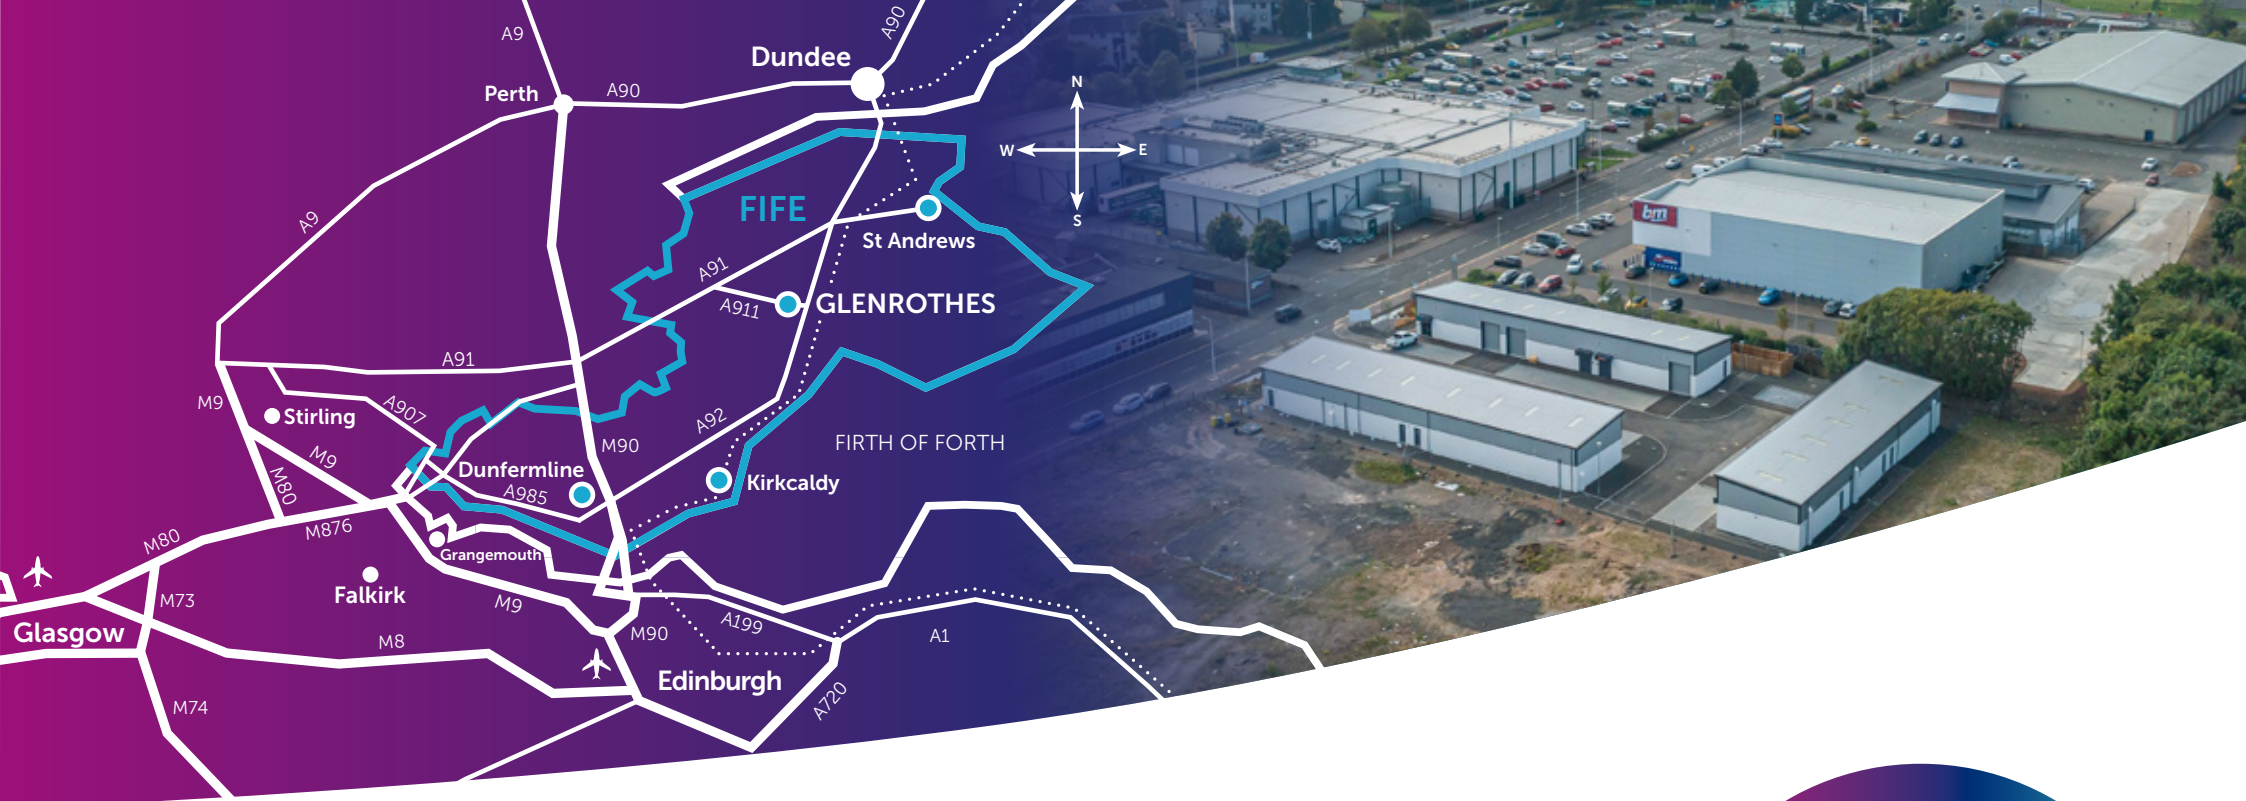 A9
A90
Dundee
Perth
A90
N
W
E
S
FIFE
A9
St Andrews
bm
A91
A911
GLENROTHES
A91
M9
Stirling
A907
A92
M90
FIRTH OF FORTH
M9
M80
Dunfermline
A985
Kirkcaldy
M876
M80
Grangemouth
Falkirk
M73
M9
A199
Glasgow
M8
M90
A1
Edinburgh
A720
M74